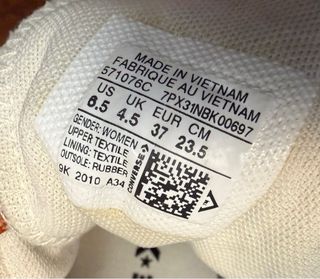 MADE IN VIETNAM
FABRIQUE AU VIETNAM
571076C 7PX31NBK00697
US UK EUR CM
6.5 4.5 37 23.5
GENDER: WOMEN
UPPER: TEXTILE
LINING: TEXTILE
OUTSOLE: RUBBER
9K 2010 A34
CONVERSE